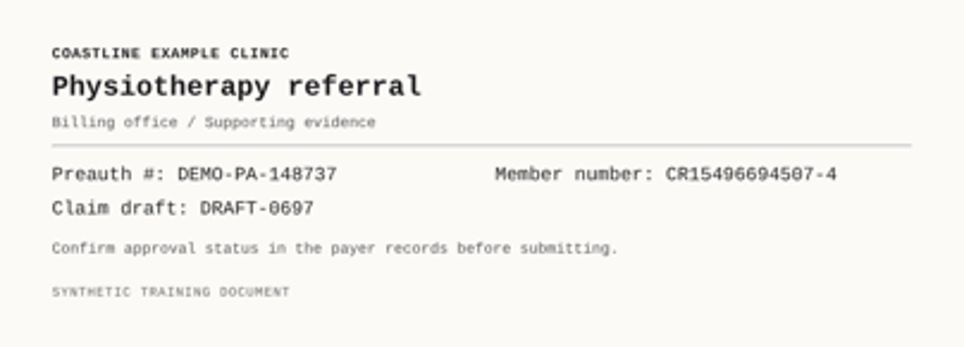 COASTLINE EXAMPLE CLINIC
Physiotherapy referral
Billing office / Supporting evidence
Preauth #: DEMO-PA-148737 Member number: CR15496694507-4
Claim draft: DRAFT-0697
Confirm approval status in the payer records before submitting.
SYNTHETIC TRAINING DOCUMENT